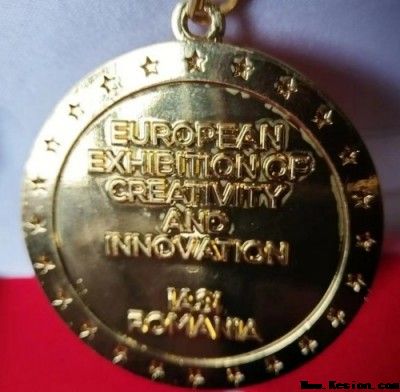 EUROPEAN
EXHIBITION OF
CREATIVITY
AND
INNOVATION
IASI,
ROMANIA
Www.Kesion.com